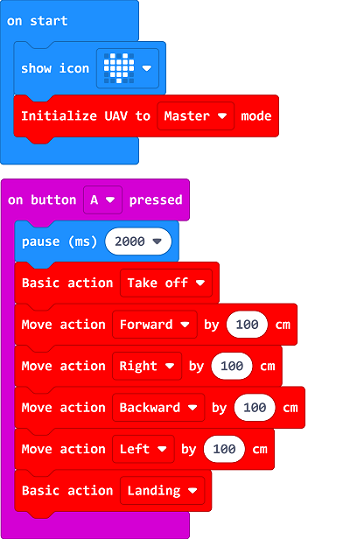 on start
show icon
Initialize UAV to Master mode
on button A pressed
pause (ms) 2000
Basic action Take off
Move action Forward by 100 cm
Move action Right by 100 cm
Move action Backward by 100 cm
Move action Left by 100 cm
Basic action Landing